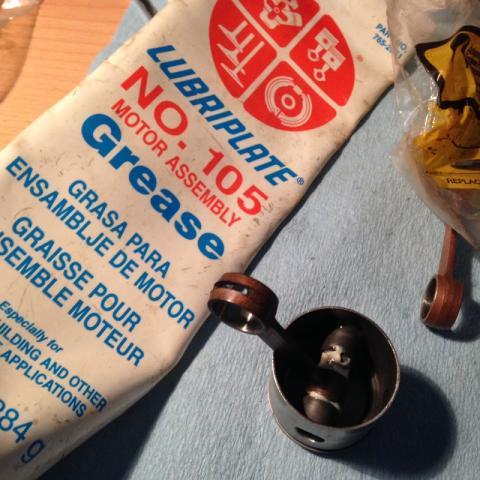 LUBRIPLATE®
NO. 105
MOTOR ASSEMBLY
Grease
GRASA PARA
ENSAMBLJE DE MOTOR
GRAISSE POUR
SEMBLE MOTEUR
Especially for
UILDING AND OTHER
APPLICATIONS
284 g
REPLAC